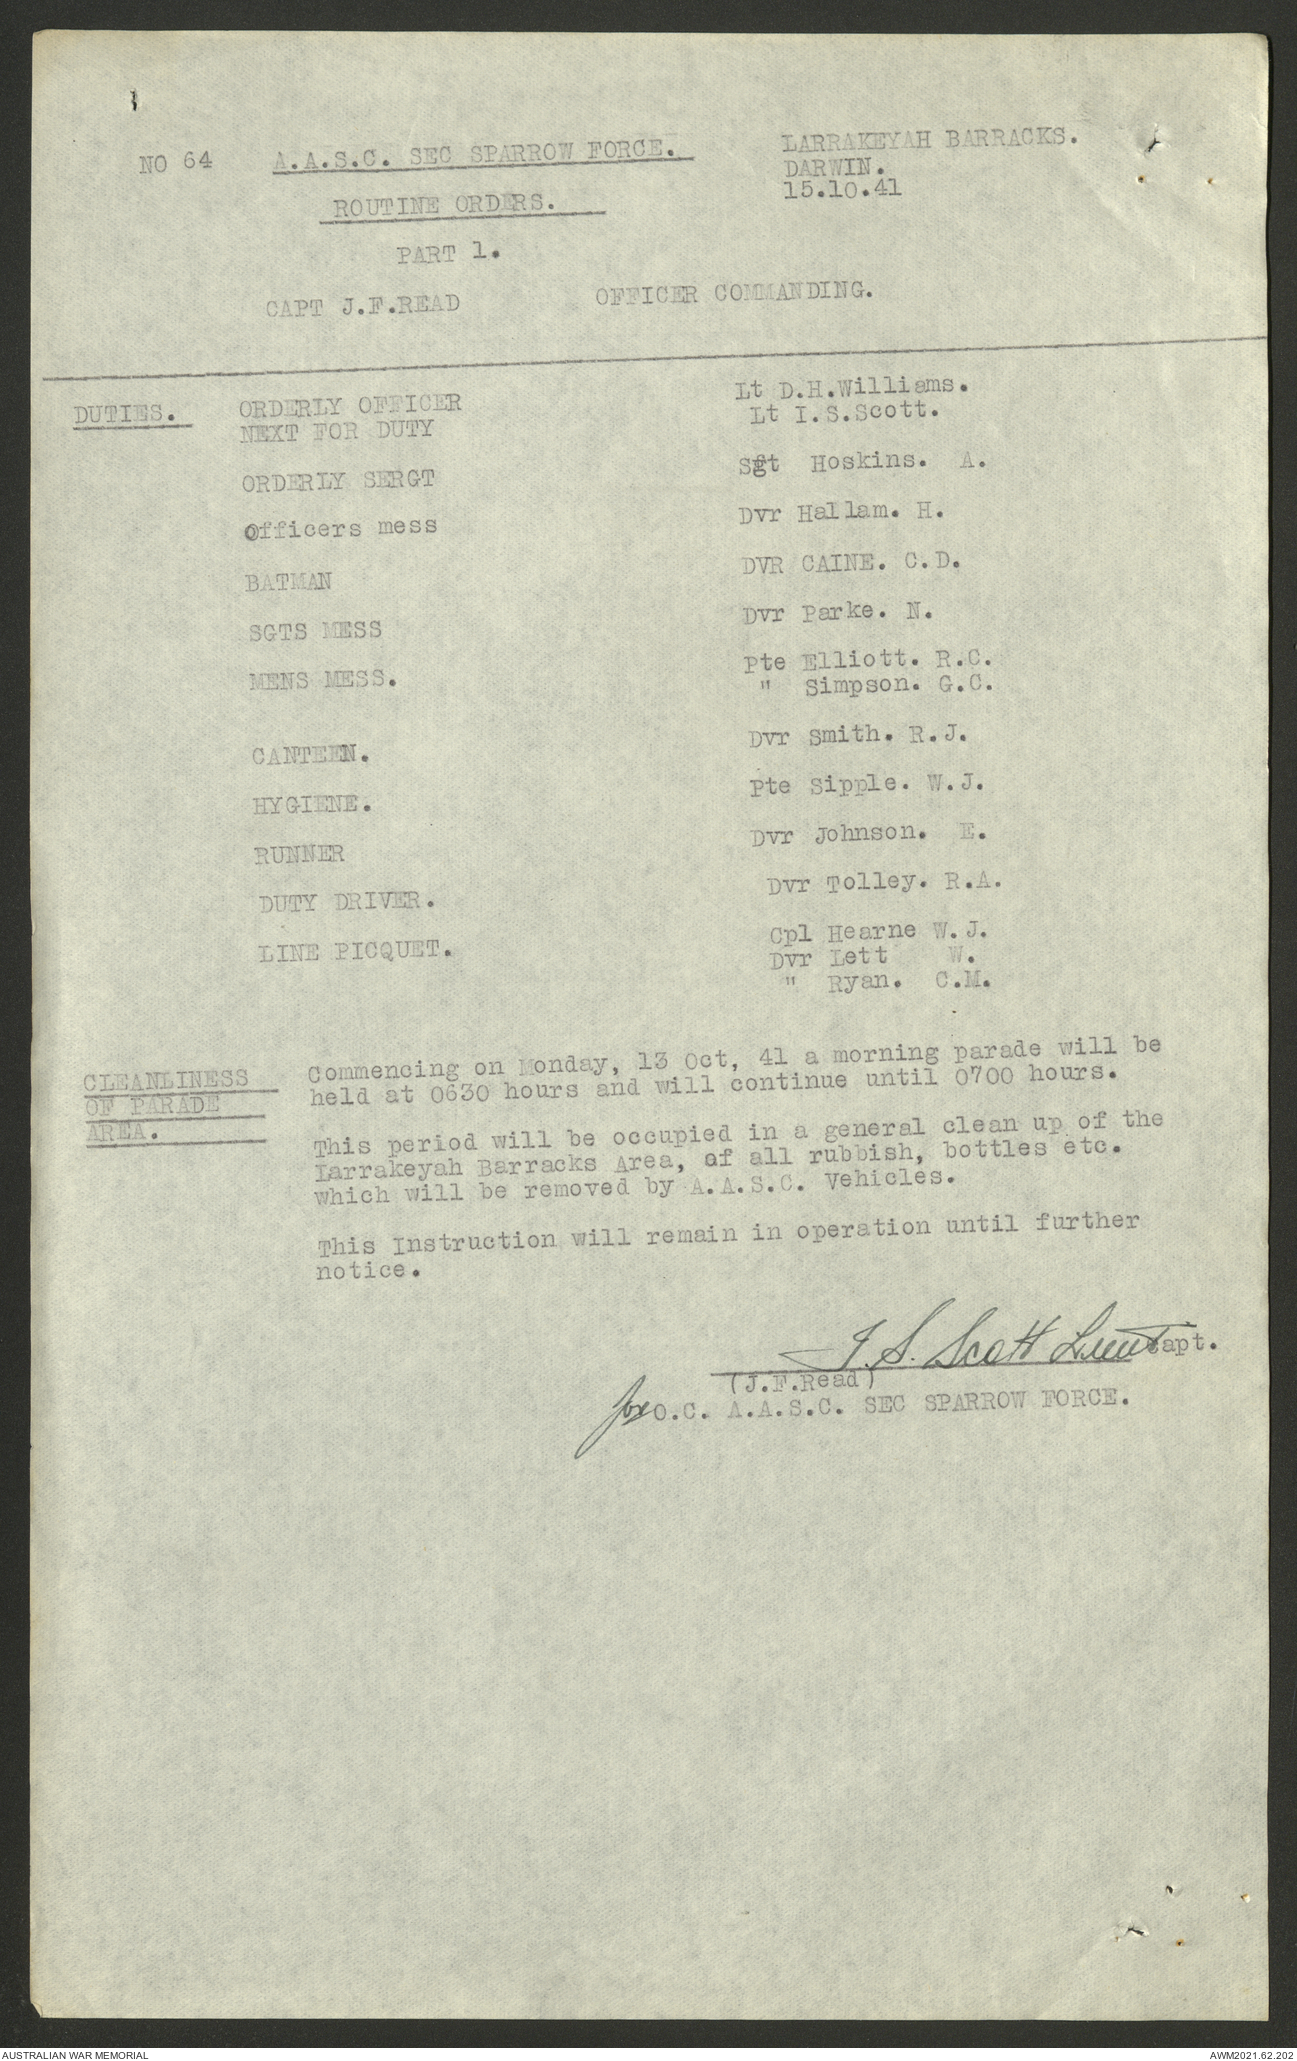 NO 64 A.A.S.C. SEC SPARROW FORCE. LARRAKEYAH BARRACKS.
DARWIN.
15.10.41
ROUTINE ORDERS.
PART 1.
CAPT J.F.READ OFFICER COMMANDING.
DUTIES. ORDERLY OFFICER Lt D.H.Williams.
NEXT FOR DUTY Lt I.S.Scott.
ORDERLY SERGT Sgt Hoskins. A.
Officers mess Dvr Hallam. H.
BATMAN DVR CAINE. C.D.
SGTS MESS Dvr Parke. N.
MENS MESS. Pte Elliott. R.C.
" Simpson. G.C.
CANTEEN. Dvr Smith. R.J.
HYGIENE. Pte Sipple. W.J.
RUNNER Dvr Johnson. E.
DUTY DRIVER. Dvr Tolley. R.A.
LINE PICQUET. Cpl Hearne W.J.
Dvr Lett W.
" Ryan. C.M.
CLEANLINESS
OF PARADE
AREA.
Commencing on Monday, 13 Oct, 41 a morning parade will be
held at 0630 hours and will continue until 0700 hours.
This period will be occupied in a general clean up of the
Larrakeyah Barracks Area, of all rubbish, bottles etc.
which will be removed by A.A.S.C. Vehicles.
This Instruction will remain in operation until further
notice.
I. S. Scott Lieut Capt.
(J.F.Read)
for O.C. A.A.S.C. SEC SPARROW FORCE.
AUSTRALIAN WAR MEMORIAL AWM2021.62.202